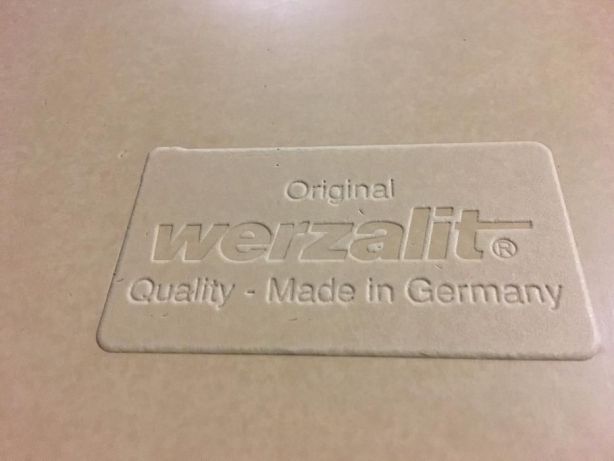 Original
werzalit®
Quality - Made in Germany